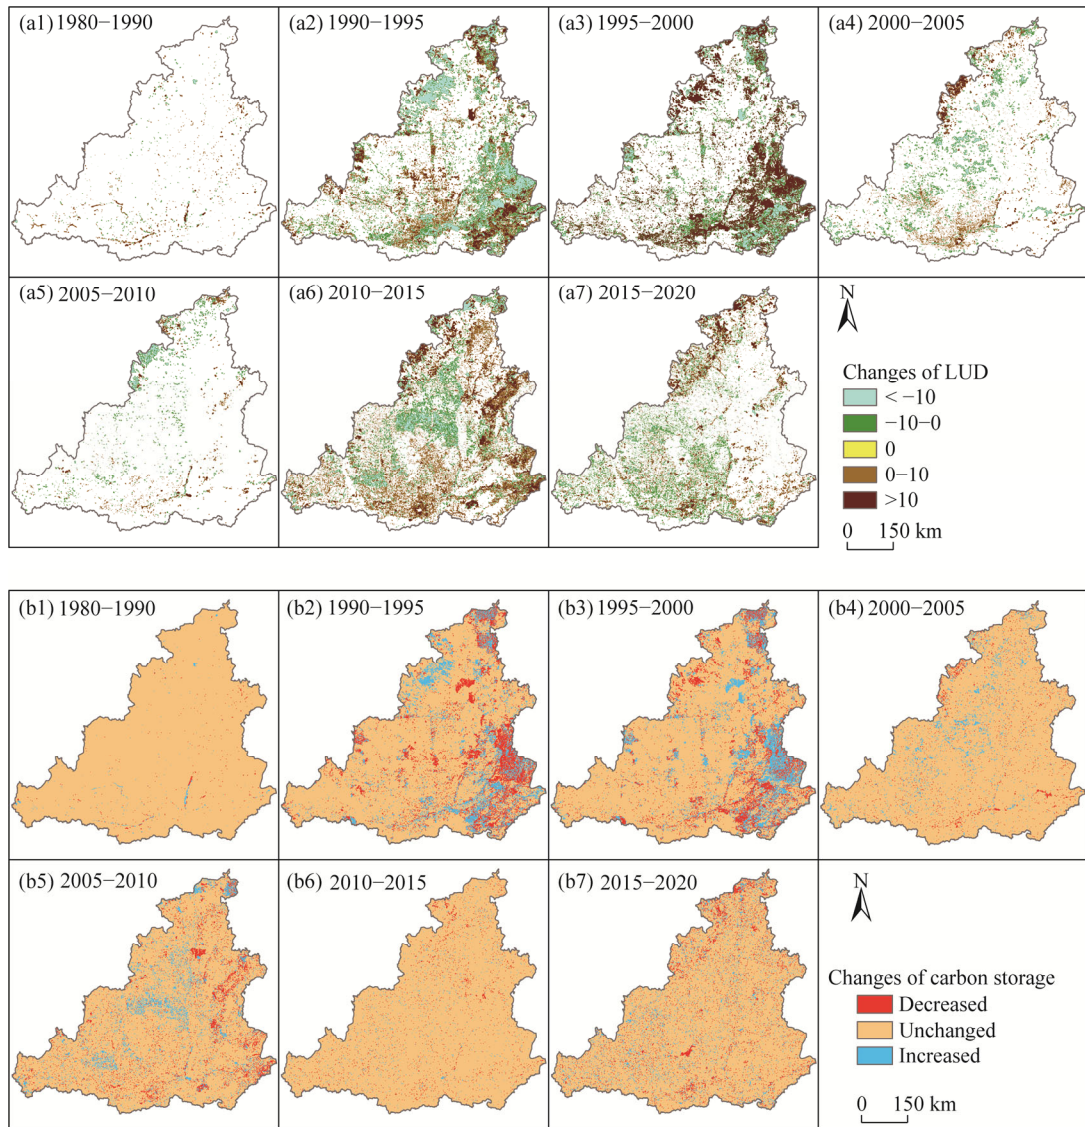 (a1) 1980−1990
(a2) 1990−1995
(a3) 1995−2000
(a4) 2000−2005
(a5) 2005−2010
(a6) 2010−2015
(a7) 2015−2020
N
Changes of LUD
< −10
−10−0
0
0−10
>10
0 150 km
(b1) 1980−1990
(b2) 1990−1995
(b3) 1995−2000
(b4) 2000−2005
(b5) 2005−2010
(b6) 2010−2015
(b7) 2015−2020
N
Changes of carbon storage
Decreased
Unchanged
Increased
0 150 km